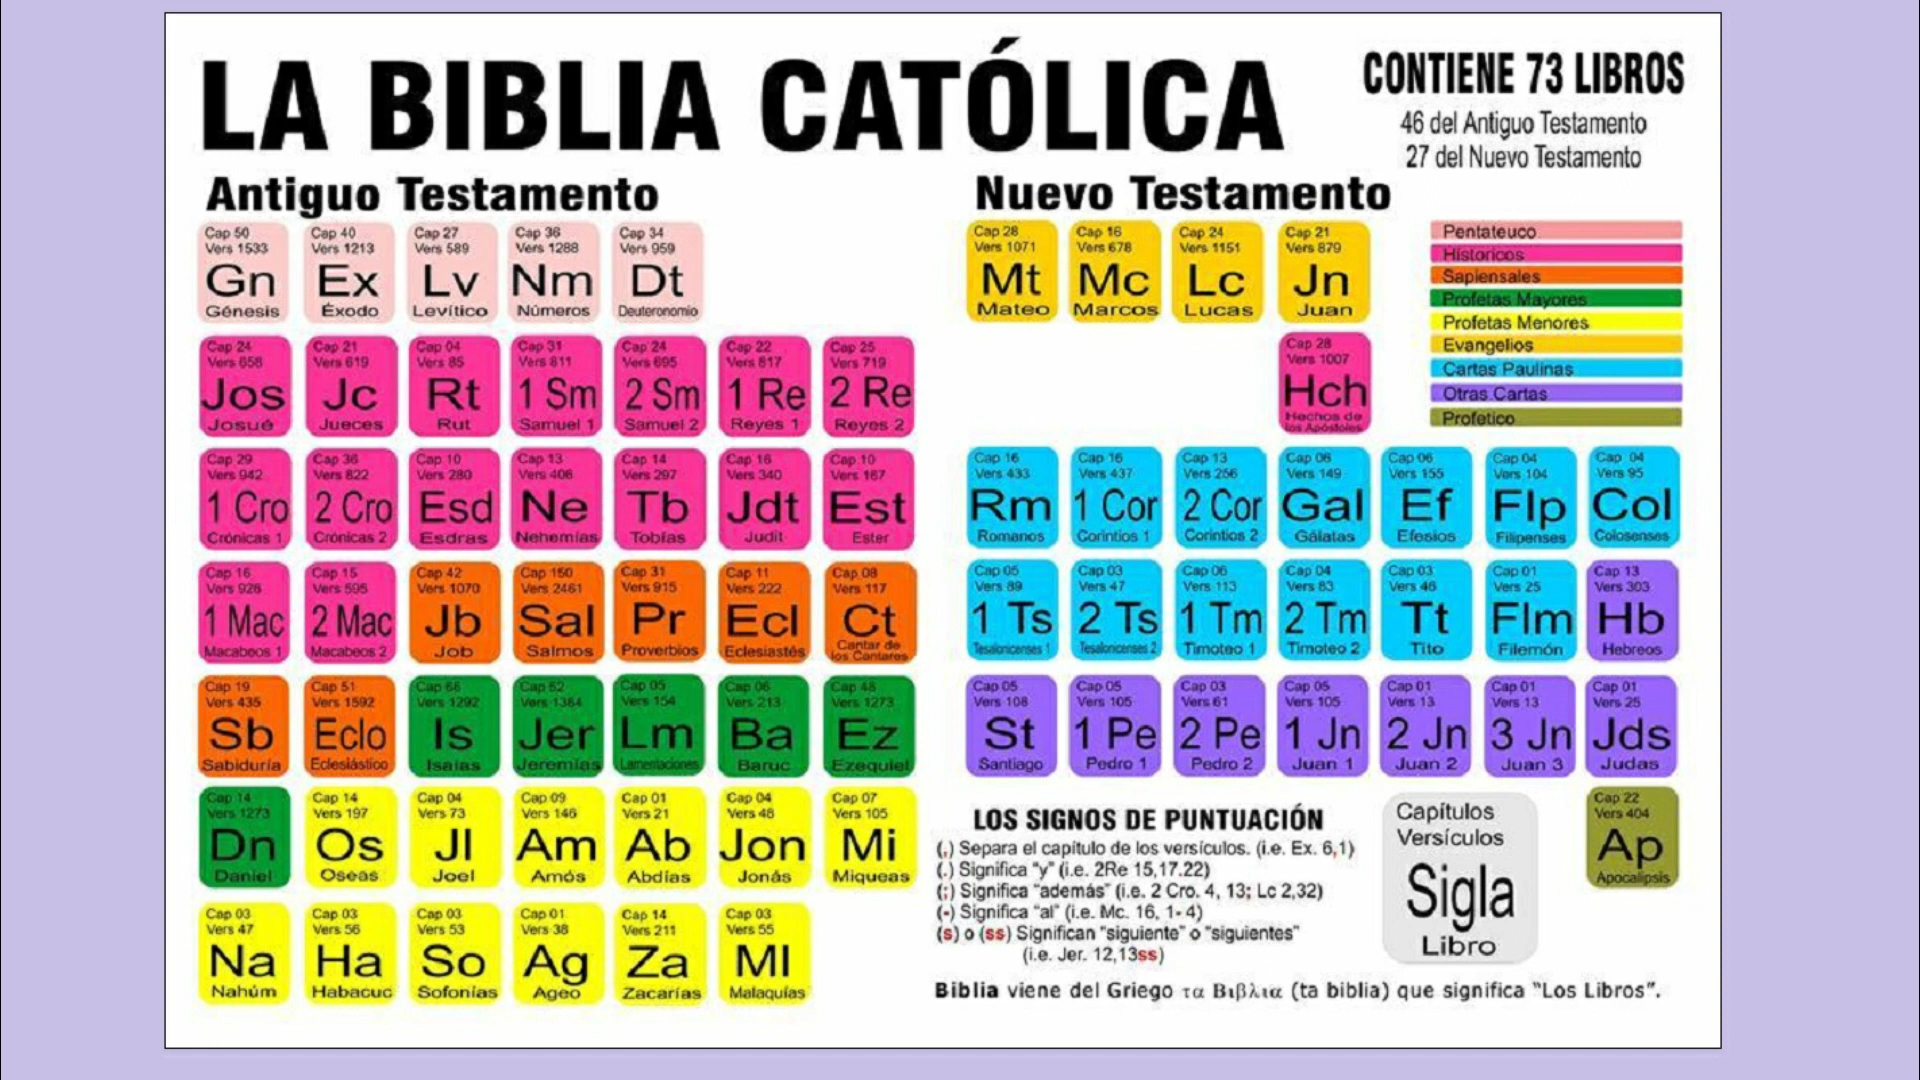 LA BIBLIA CATÓLICA
CONTIENE 73 LIBROS
46 del Antiguo Testamento
27 del Nuevo Testamento
Antiguo Testamento
Cap 50
Vers 1533
Gn
Génesis
Cap 40
Vers 1213
Ex
Éxodo
Cap 27
Vers 589
Lv
Levítico
Cap 36
Vers 1288
Nm
Números
Cap 34
Vers 959
Dt
Deuteronomio
Cap 24
Vers 658
Jos
Josué
Cap 21
Vers 619
Jc
Jueces
Cap 04
Vers 85
Rt
Rut
Cap 31
Vers 811
1 Sm
Samuel 1
Cap 24
Vers 695
2 Sm
Samuel 2
Cap 22
Vers 817
1 Re
Reyes 1
Cap 25
Vers 719
2 Re
Reyes 2
Cap 29
Vers 942
1 Cro
Crónicas 1
Cap 36
Vers 822
2 Cro
Crónicas 2
Cap 10
Vers 280
Esd
Esdras
Cap 13
Vers 406
Ne
Nehemías
Cap 14
Vers 297
Tb
Tobías
Cap 16
Vers 340
Jdt
Judit
Cap 10
Vers 167
Est
Ester
Cap 16
Vers 926
1 Mac
Macabeos 1
Cap 15
Vers 595
2 Mac
Macabeos 2
Cap 42
Vers 1070
Jb
Job
Cap 150
Vers 2461
Sal
Salmos
Cap 31
Vers 915
Pr
Proverbios
Cap 11
Vers 222
Ecl
Eclesiastés
Cap 08
Vers 117
Ct
Cantar de
los Cantares
Cap 19
Vers 435
Sb
Sabiduría
Cap 51
Vers 1592
Eclo
Eclesiástico
Cap 66
Vers 1292
Is
Isaías
Cap 52
Vers 1364
Jer
Jeremías
Cap 05
Vers 154
Lm
Lamentaciones
Cap 06
Vers 213
Ba
Baruc
Cap 48
Vers 1273
Ez
Ezequiel
Cap 14
Vers 1273
Dn
Daniel
Cap 14
Vers 197
Os
Oseas
Cap 04
Vers 73
Jl
Joel
Cap 09
Vers 146
Am
Amós
Cap 01
Vers 21
Ab
Abdías
Cap 04
Vers 48
Jon
Jonás
Cap 07
Vers 105
Mi
Miqueas
Cap 03
Vers 47
Na
Nahúm
Cap 03
Vers 56
Ha
Habacuc
Cap 03
Vers 53
So
Sofonías
Cap 01
Vers 38
Ag
Ageo
Cap 14
Vers 211
Za
Zacarías
Cap 03
Vers 55
Ml
Malaquías
Nuevo Testamento
Cap 28
Vers 1071
Mt
Mateo
Cap 16
Vers 678
Mc
Marcos
Cap 24
Vers 1151
Lc
Lucas
Cap 21
Vers 879
Jn
Juan
Cap 28
Vers 1007
Hch
Hechos de
los Apóstoles
Pentateuco
Históricos
Sapiensales
Profetas Mayores
Profetas Menores
Evangelios
Cartas Paulinas
Otras Cartas
Profetico
Cap 16
Vers 433
Rm
Romanos
Cap 16
Vers 437
1 Cor
Corintios 1
Cap 13
Vers 256
2 Cor
Corintios 2
Cap 06
Vers 149
Gal
Gálatas
Cap 06
Vers 155
Ef
Efesios
Cap 04
Vers 104
Flp
Filipenses
Cap 04
Vers 95
Col
Colosenses
Cap 05
Vers 89
1 Ts
Tesalonicenses 1
Cap 03
Vers 47
2 Ts
Tesalonicenses 2
Cap 06
Vers 113
1 Tm
Timoteo 1
Cap 04
Vers 83
2 Tm
Timoteo 2
Cap 03
Vers 46
Tt
Tito
Cap 01
Vers 25
Flm
Filemón
Cap 13
Vers 303
Hb
Hebreos
Cap 05
Vers 108
St
Santiago
Cap 05
Vers 105
1 Pe
Pedro 1
Cap 03
Vers 61
2 Pe
Pedro 2
Cap 05
Vers 105
1 Jn
Juan 1
Cap 01
Vers 13
2 Jn
Juan 2
Cap 01
Vers 13
3 Jn
Juan 3
Cap 01
Vers 25
Jds
Judas
Cap 22
Vers 404
Ap
Apocalipsis
LOS SIGNOS DE PUNTUACIÓN
(,) Separa el capítulo de los versículos. (i.e. Ex. 6,1)
(.) Significa "y" (i.e. 2Re 15,17.22)
(;) Significa "además" (i.e. 2 Cro. 4, 13; Lc 2,32)
(-) Significa "al" (i.e. Mc. 16, 1- 4)
(s) o (ss) Significan "siguiente" o "siguientes"
(i.e. Jer. 12,13ss)
Capítulos
Versículos
Sigla
Libro
Biblia viene del Griego τα Βιβλια (ta biblia) que significa "Los Libros".